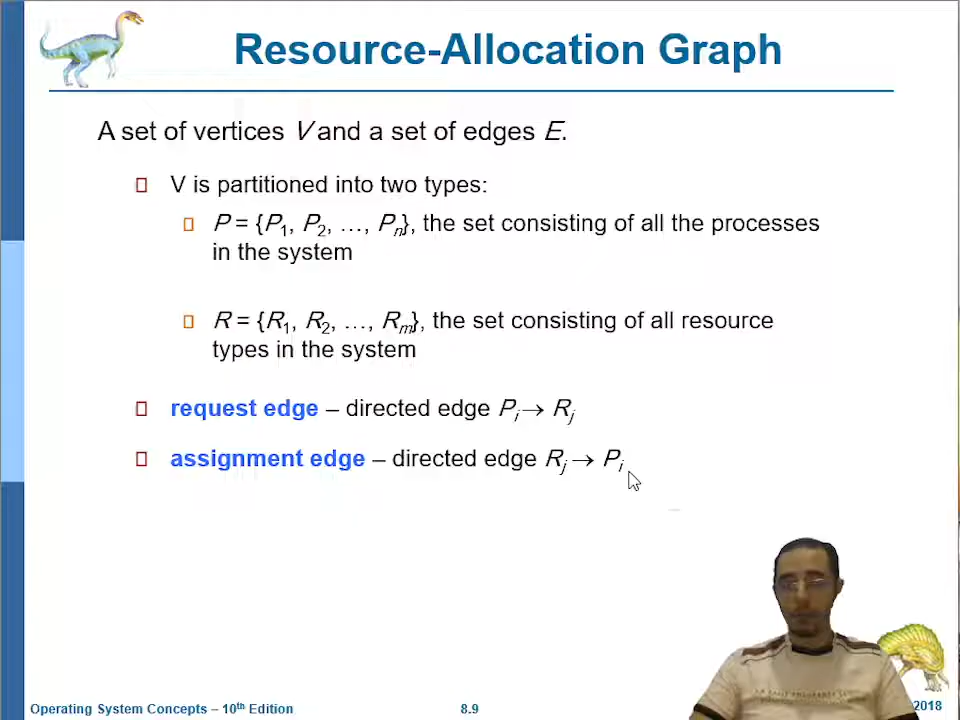 Resource-Allocation Graph
A set of vertices V and a set of edges E.
V is partitioned into two types:
P = {P1, P2, …, Pn}, the set consisting of all the processes
in the system
R = {R1, R2, …, Rm}, the set consisting of all resource
types in the system
request edge – directed edge Pi → Rj
assignment edge – directed edge Rj → Pi
Operating System Concepts – 10th Edition
8.9
2018